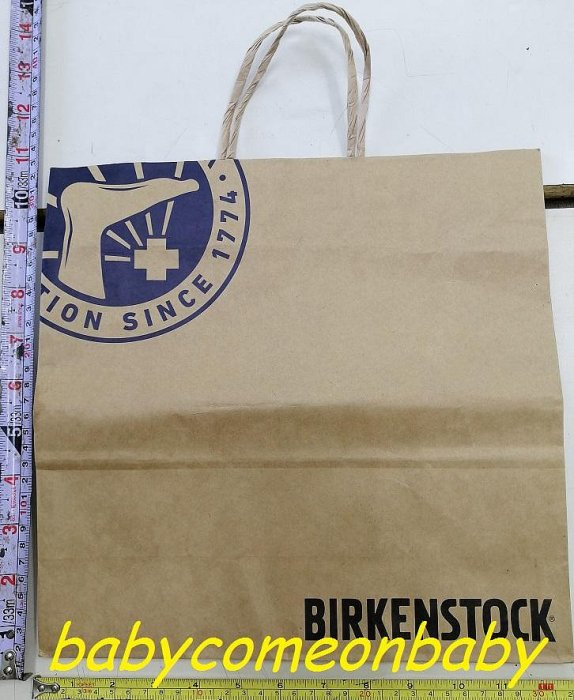 TION SINCE 1774 •
BIRKENSTOCK®
babycomeonbaby